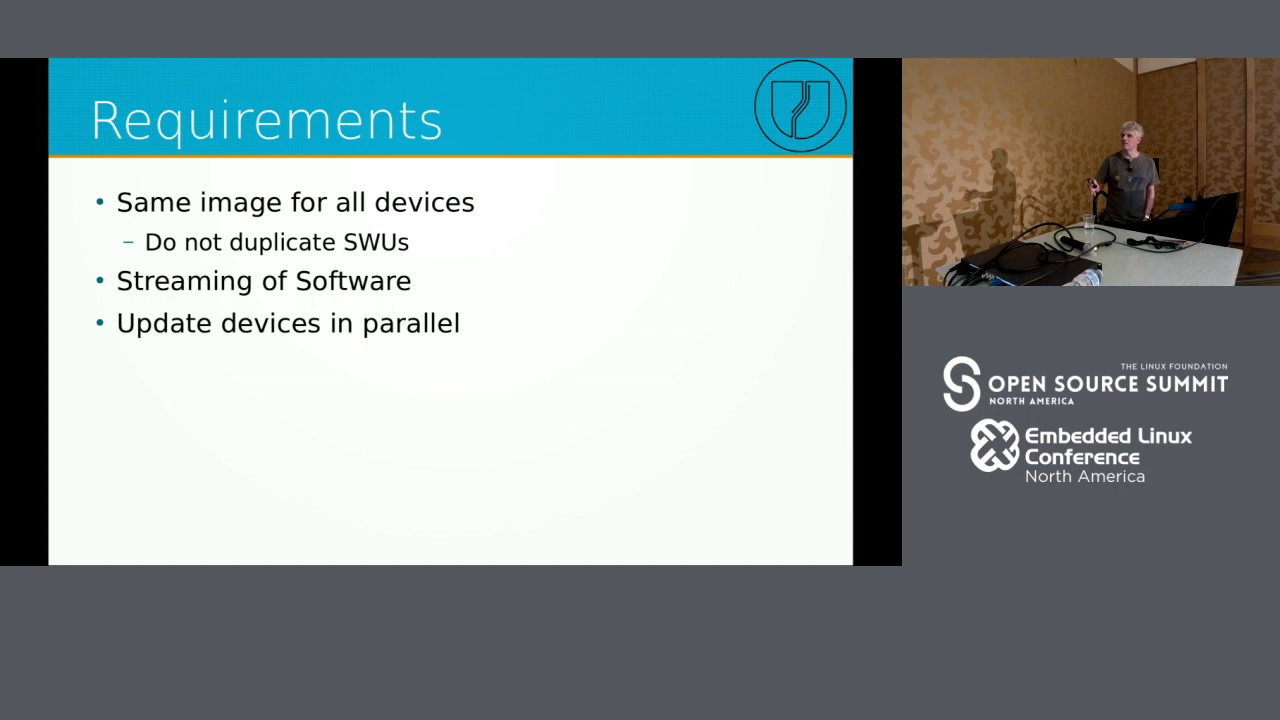 Requirements
• Same image for all devices
– Do not duplicate SWUs
• Streaming of Software
• Update devices in parallel
THE LINUX FOUNDATION
OPEN SOURCE SUMMIT
NORTH AMERICA
Embedded Linux
Conference
North America